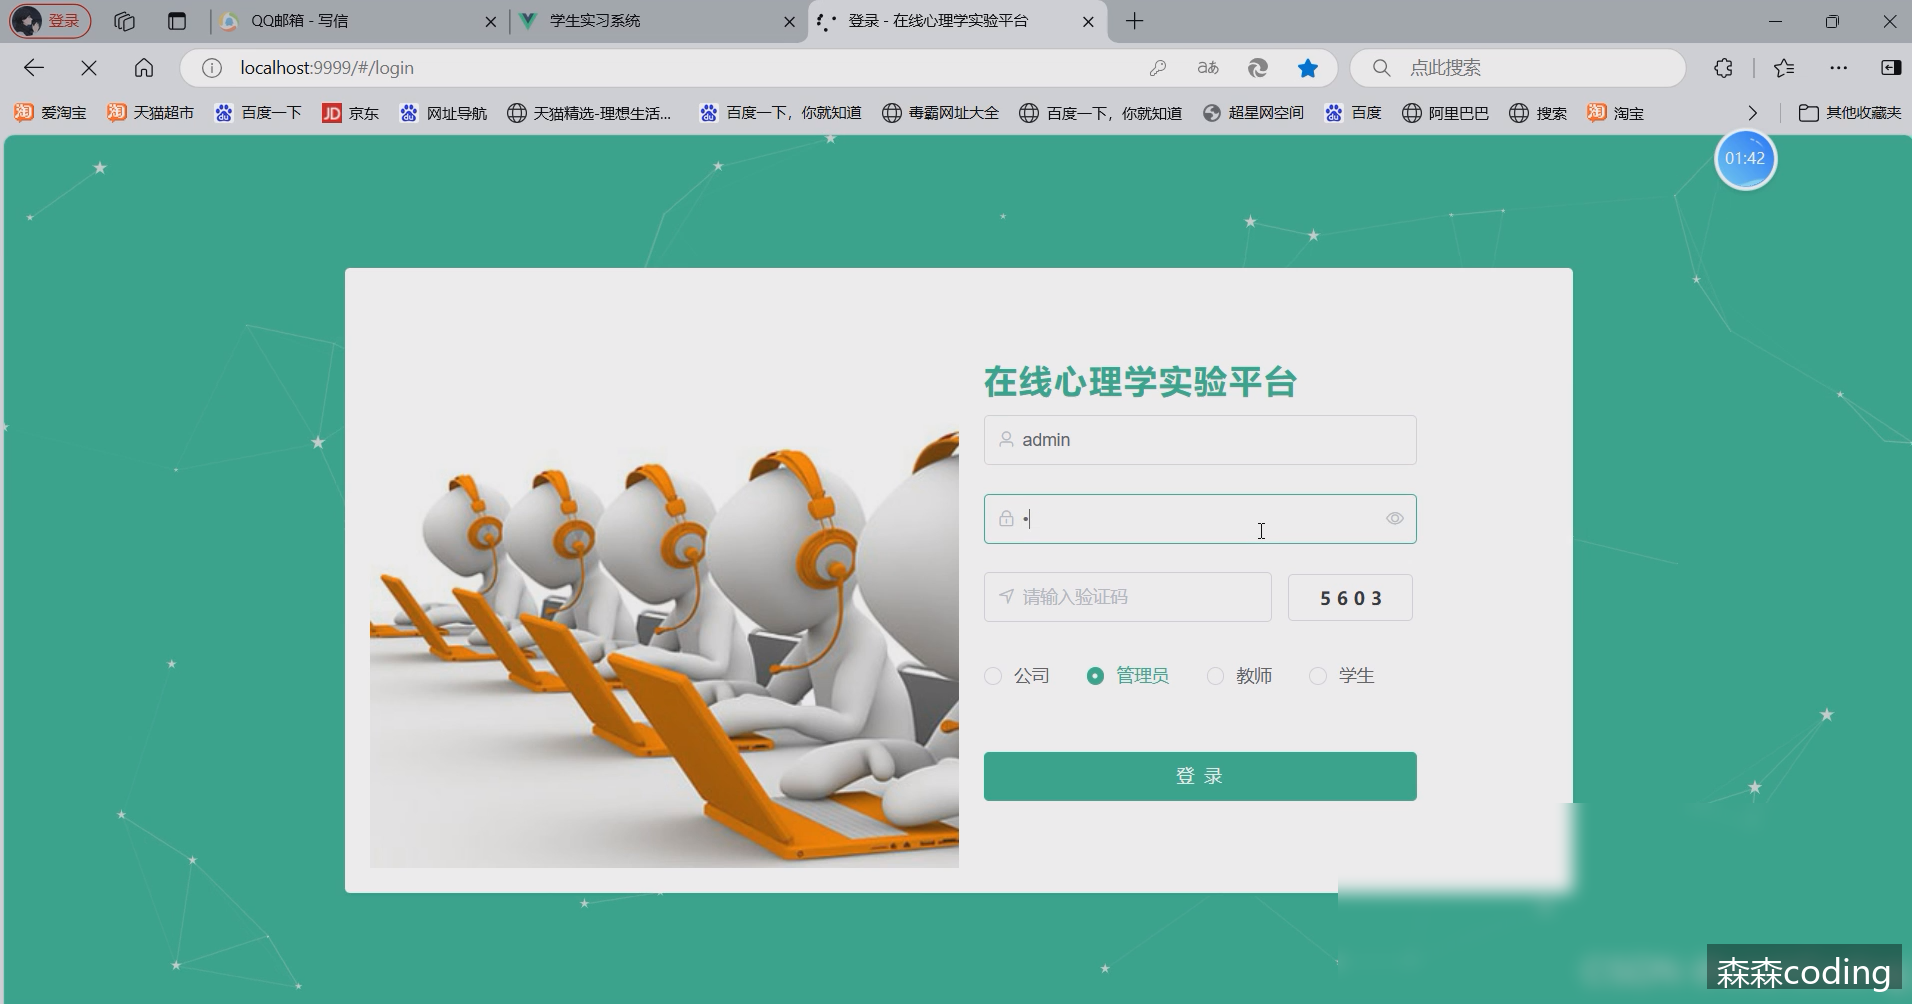 登录 QQ邮箱 - 写信 学生实习系统 登录 - 在线心理学实验平台
localhost:9999/#/login aあ 点此搜索
淘 爱淘宝 淘 天猫超市 百度一下 JD 京东 网址导航 天猫精选-理想生活... 百度一下，你就知道 毒霸网址大全 百度一下，你就知道 超星网空间 百度 阿里巴巴 搜索 淘 淘宝 其他收藏夹
01:42
在线心理学实验平台
admin
请输入验证码 5603
公司 管理员 教师 学生
登 录
森森coding